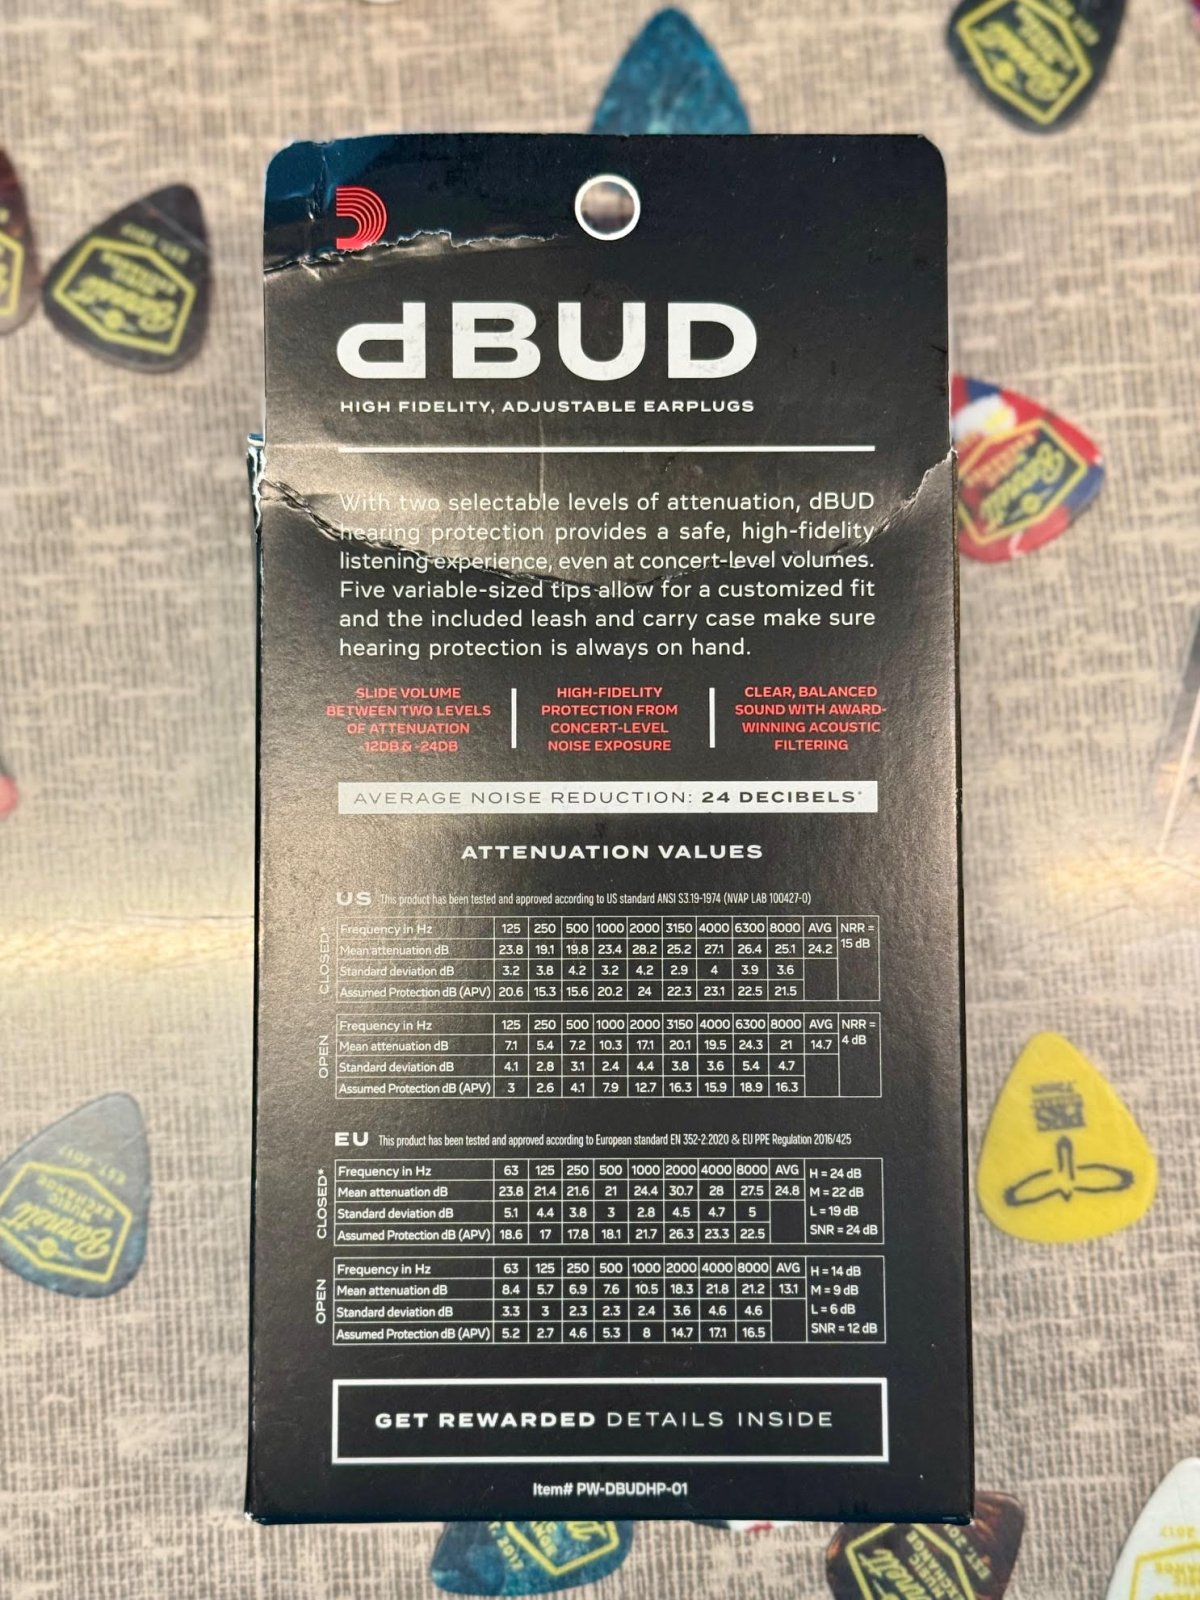 dBUD
HIGH FIDELITY, ADJUSTABLE EARPLUGS
With two selectable levels of attenuation, dBUD
hearing protection provides a safe, high-fidelity
listening experience, even at concert-level volumes.
Five variable-sized tips allow for a customized fit
and the included leash and carry case make sure
hearing protection is always on hand.
SLIDE VOLUME
BETWEEN TWO LEVELS
OF ATTENUATION
-12DB & -24DB
HIGH-FIDELITY
PROTECTION FROM
CONCERT-LEVEL
NOISE EXPOSURE
CLEAR, BALANCED
SOUND WITH AWARD-
WINNING ACOUSTIC
FILTERING
AVERAGE NOISE REDUCTION: 24 DECIBELS*
ATTENUATION VALUES
US This product has been tested and approved according to US standard ANSI S3.19-1974 (NVAP LAB 100427-0)
CLOSED*
Frequency in Hz 125 250 500 1000 2000 3150 4000 6300 8000 AVG NRR =
15 dB
Mean attenuation dB 23.8 19.1 19.8 23.4 28.2 25.2 27.1 26.4 25.1 24.2
Standard deviation dB 3.2 3.8 4.2 3.2 4.2 2.9 4 3.9 3.6
Assumed Protection dB (APV) 20.6 15.3 15.6 20.2 24 22.3 23.1 22.5 21.5
OPEN
Frequency in Hz 125 250 500 1000 2000 3150 4000 6300 8000 AVG NRR =
4 dB
Mean attenuation dB 7.1 5.4 7.2 10.3 17.1 20.1 19.5 24.3 21 14.7
Standard deviation dB 4.1 2.8 3.1 2.4 4.4 3.8 3.6 5.4 4.7
Assumed Protection dB (APV) 3 2.6 4.1 7.9 12.7 16.3 15.9 18.9 16.3
EU This product has been tested and approved according to European standard EN 352-2:2020 & EU PPE Regulation 2016/425
CLOSED*
Frequency in Hz 63 125 250 500 1000 2000 4000 8000 AVG H = 24 dB
Mean attenuation dB 23.8 21.4 21.6 21 24.4 30.7 28 27.5 24.8 M = 22 dB
Standard deviation dB 5.1 4.4 3.8 3 2.8 4.5 4.7 5 L = 19 dB
Assumed Protection dB (APV) 18.6 17 17.8 18.1 21.7 26.3 23.3 22.5 SNR = 24 dB
OPEN
Frequency in Hz 63 125 250 500 1000 2000 4000 8000 AVG H = 14 dB
Mean attenuation dB 8.4 5.7 6.9 7.6 10.5 18.3 21.8 21.2 13.1 M = 9 dB
Standard deviation dB 3.3 3 2.3 2.3 2.4 3.6 4.6 4.6 L = 6 dB
Assumed Protection dB (APV) 5.2 2.7 4.6 5.3 8 14.7 17.1 16.5 SNR = 12 dB
GET REWARDED DETAILS INSIDE
Item# PW-DBUDHP-01
Barrett
MUSIC
EXCHANGE
EST. 2017
PRS